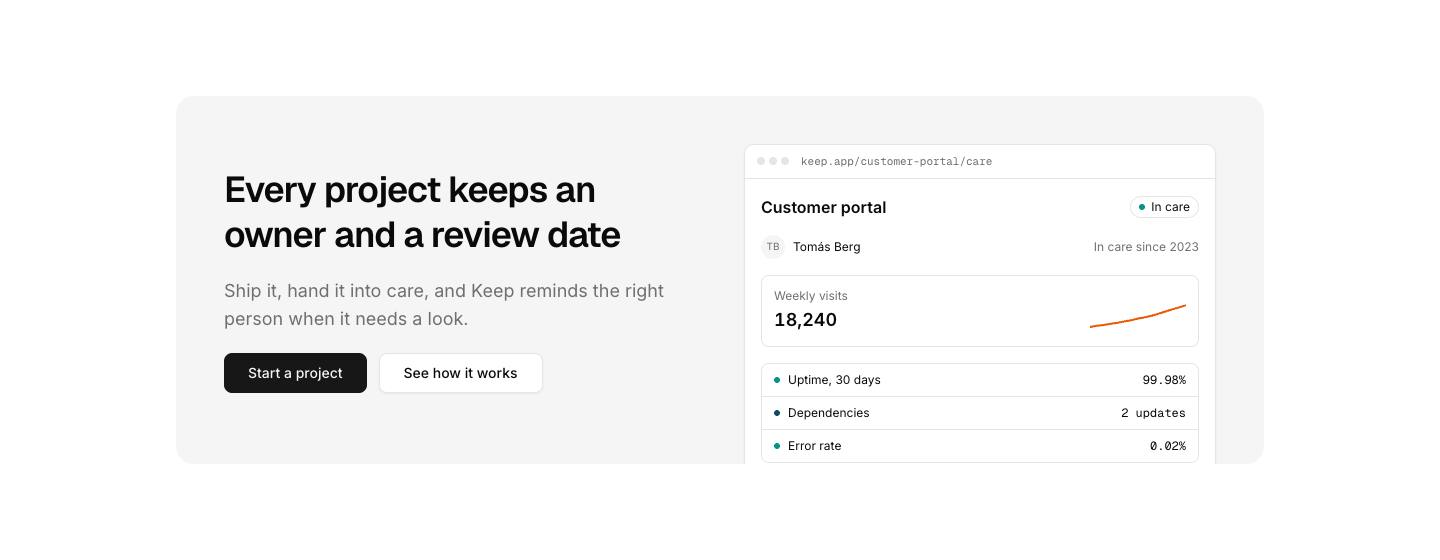 Every project keeps an
owner and a review date
Ship it, hand it into care, and Keep reminds the right
person when it needs a look.
Start a project
See how it works
keep.app/customer-portal/care
Customer portal
In care
TB
Tomás Berg
In care since 2023
Weekly visits
18,240
Uptime, 30 days
99.98%
Dependencies
2 updates
Error rate
0.02%